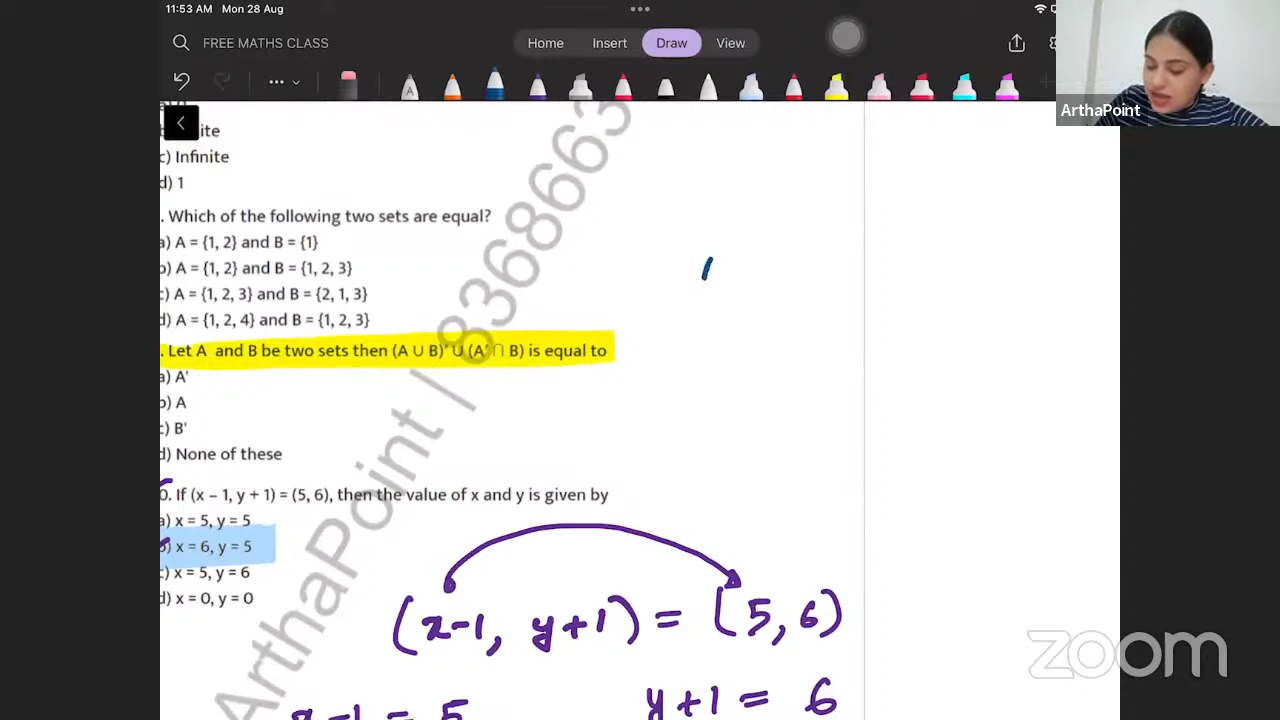 11:53 AM Mon 28 Aug
FREE MATHS CLASS
Home Insert Draw View
A
ArthaPoint
c) Infinite
d) 1
. Which of the following two sets are equal?
a) A = {1, 2} and B = {1}
b) A = {1, 2} and B = {1, 2, 3}
c) A = {1, 2, 3} and B = {2, 1, 3}
d) A = {1, 2, 4} and B = {1, 2, 3}
. Let A and B be two sets then (A ∪ B)' ∪ (A' ∩ B) is equal to
a) A'
b) A
c) B'
d) None of these
0. If (x – 1, y + 1) = (5, 6), then the value of x and y is given by
a) x = 5, y = 5
b) x = 6, y = 5
c) x = 5, y = 6
d) x = 0, y = 0
(x-1, y+1) = (5, 6)
x-1 = 5 y+1 = 6
ArthaPoint | 8368663
zoom